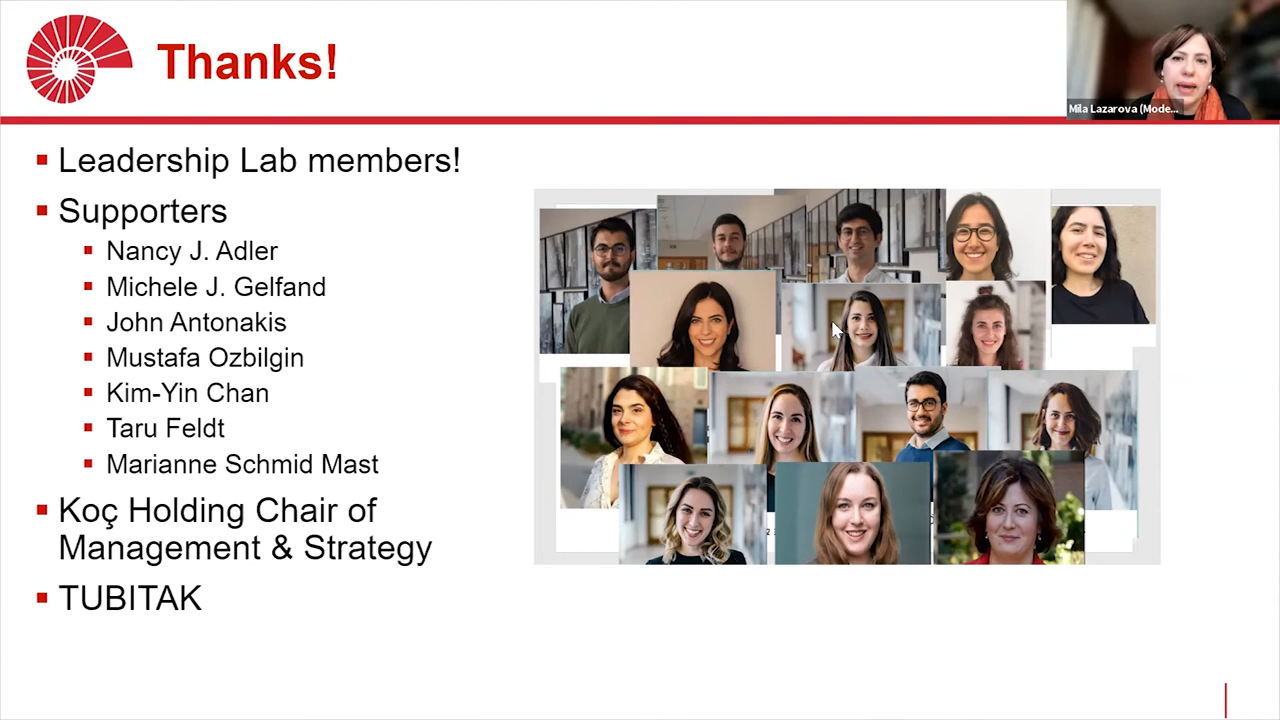 Thanks!
Mila Lazarova (Mode...
Leadership Lab members!
Supporters
Nancy J. Adler
Michele J. Gelfand
John Antonakis
Mustafa Ozbilgin
Kim-Yin Chan
Taru Feldt
Marianne Schmid Mast
Koç Holding Chair of
Management & Strategy
TUBITAK